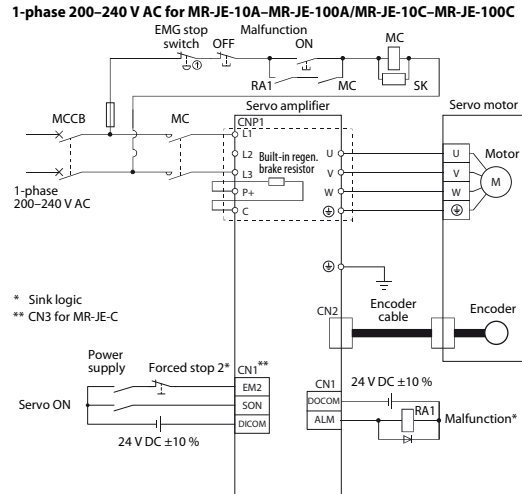 1-phase 200–240 V AC for MR-JE-10A–MR-JE-100A/MR-JE-10C–MR-JE-100C
EMG stop switch
OFF
Malfunction
ON
MC
①
RA1
MC
SK
MCCB
MC
Servo amplifier
Servo motor
CNP1
L1
L2
L3
P+
C
Built-in regen. brake resistor
U
V
W
U
V
W
Motor
M
1-phase
200–240 V AC
* Sink logic
** CN3 for MR-JE-C
CN2
Encoder cable
Encoder
Power supply
Forced stop 2*
CN1**
EM2
SON
DICOM
Servo ON
24 V DC ±10 %
CN1
DOCOM
ALM
24 V DC ±10 %
RA1
Malfunction*